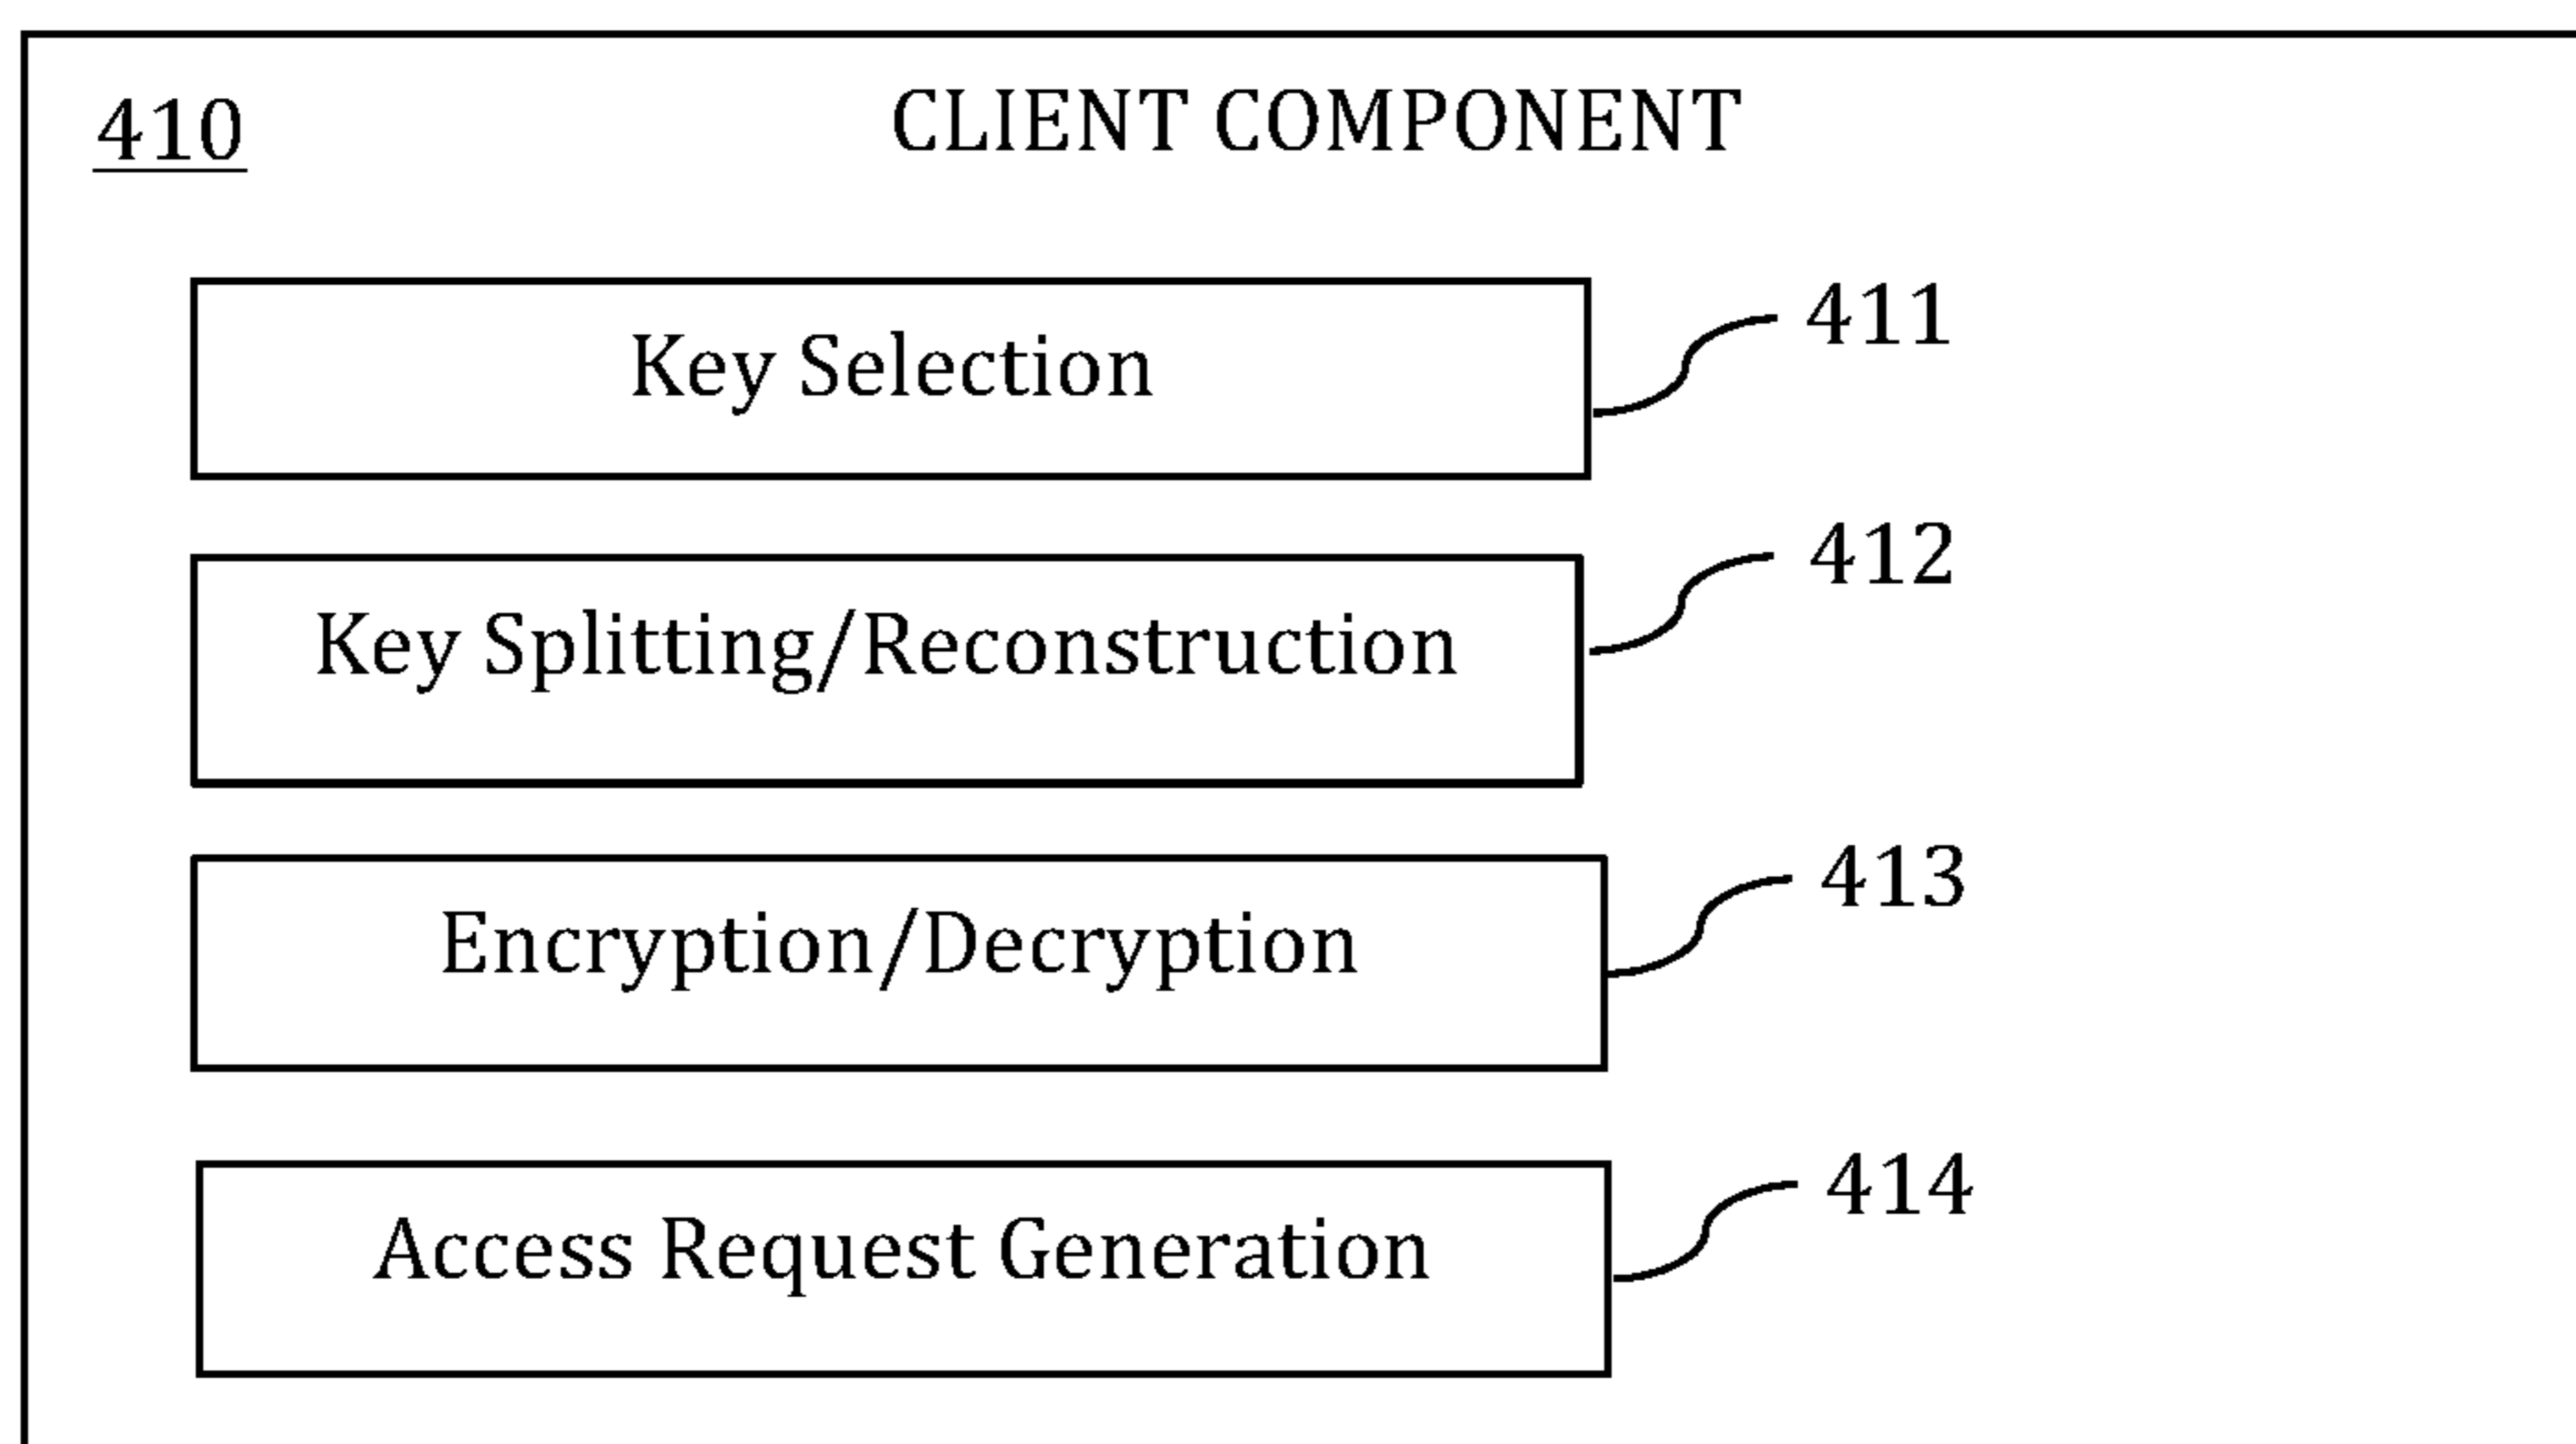 410
CLIENT COMPONENT
Key Selection
411
Key Splitting/Reconstruction
412
Encryption/Decryption
413
Access Request Generation
414